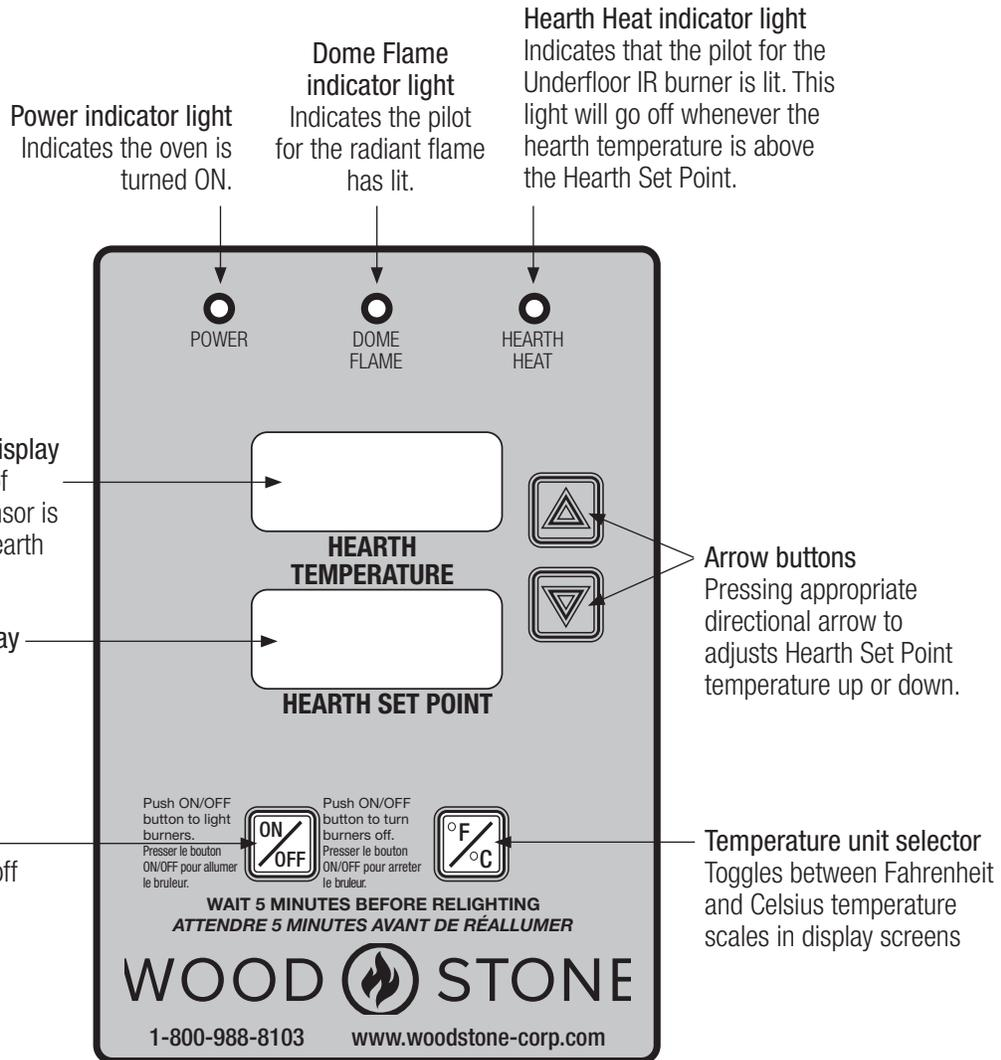 Hearth Heat indicator light
Indicates that the pilot for the
Underfloor IR burner is lit. This
light will go off whenever the
hearth temperature is above
the Hearth Set Point.
Dome Flame
indicator light
Indicates the pilot
for the radiant flame
has lit.
Power indicator light
Indicates the oven is
turned ON.
POWER
DOME
FLAME
HEARTH
HEAT
of
is
HEARTH
TEMPERATURE
HEARTH SET POINT
Arrow buttons
Pressing appropriate
directional arrow to
adjusts Hearth Set Point
temperature up or down.
Push ON/OFF
button to light
burners.
Presser le bouton
ON/OFF pour allumer
le bruleur.
ON/OFF
Push ON/OFF
button to turn
burners off.
Presser le bouton
ON/OFF pour arreter
le bruleur.
°F/°C
off
Temperature unit selector
Toggles between Fahrenheit
and Celsius temperature
scales in display screens
WAIT 5 MINUTES BEFORE RELIGHTING
ATTENDRE 5 MINUTES AVANT DE RÉALLUMER
WOOD STONE
1-800-988-8103 www.woodstone-corp.com